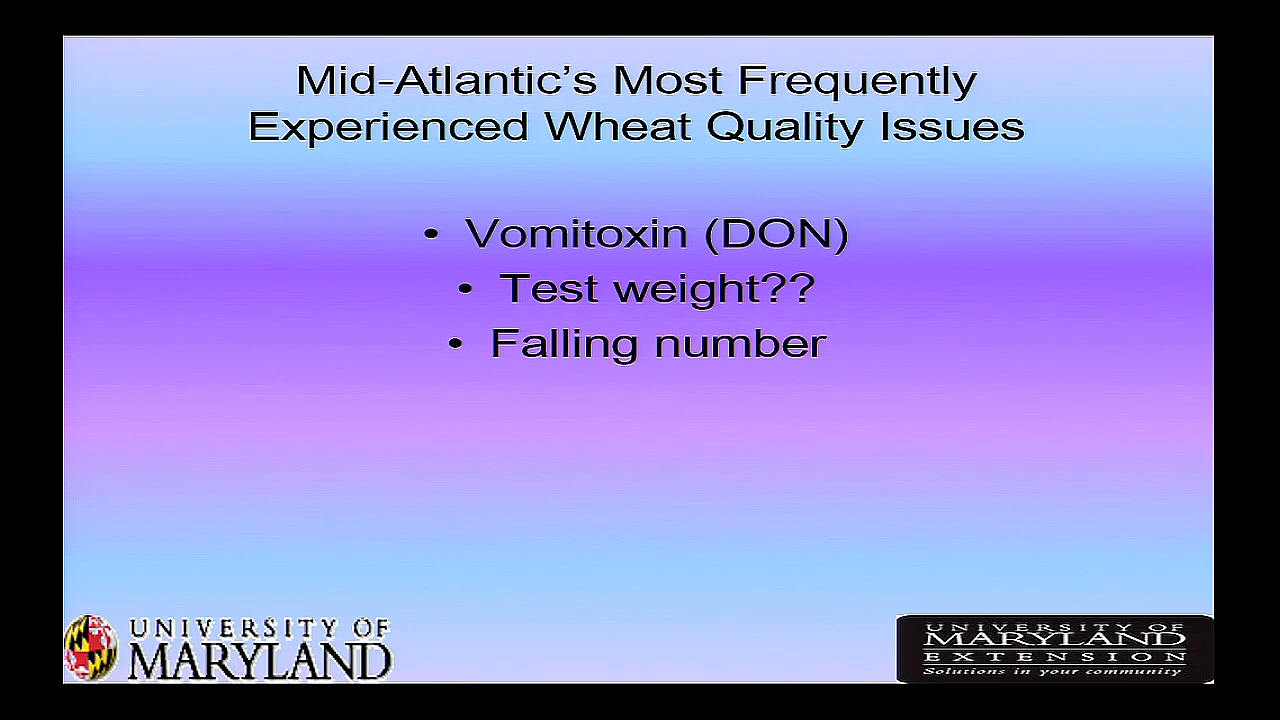 Mid-Atlantic's Most Frequently
Experienced Wheat Quality Issues
• Vomitoxin (DON)
• Test weight??
• Falling number
UNIVERSITY OF
MARYLAND
UNIVERSITY OF
MARYLAND
EXTENSION
Solutions in your community